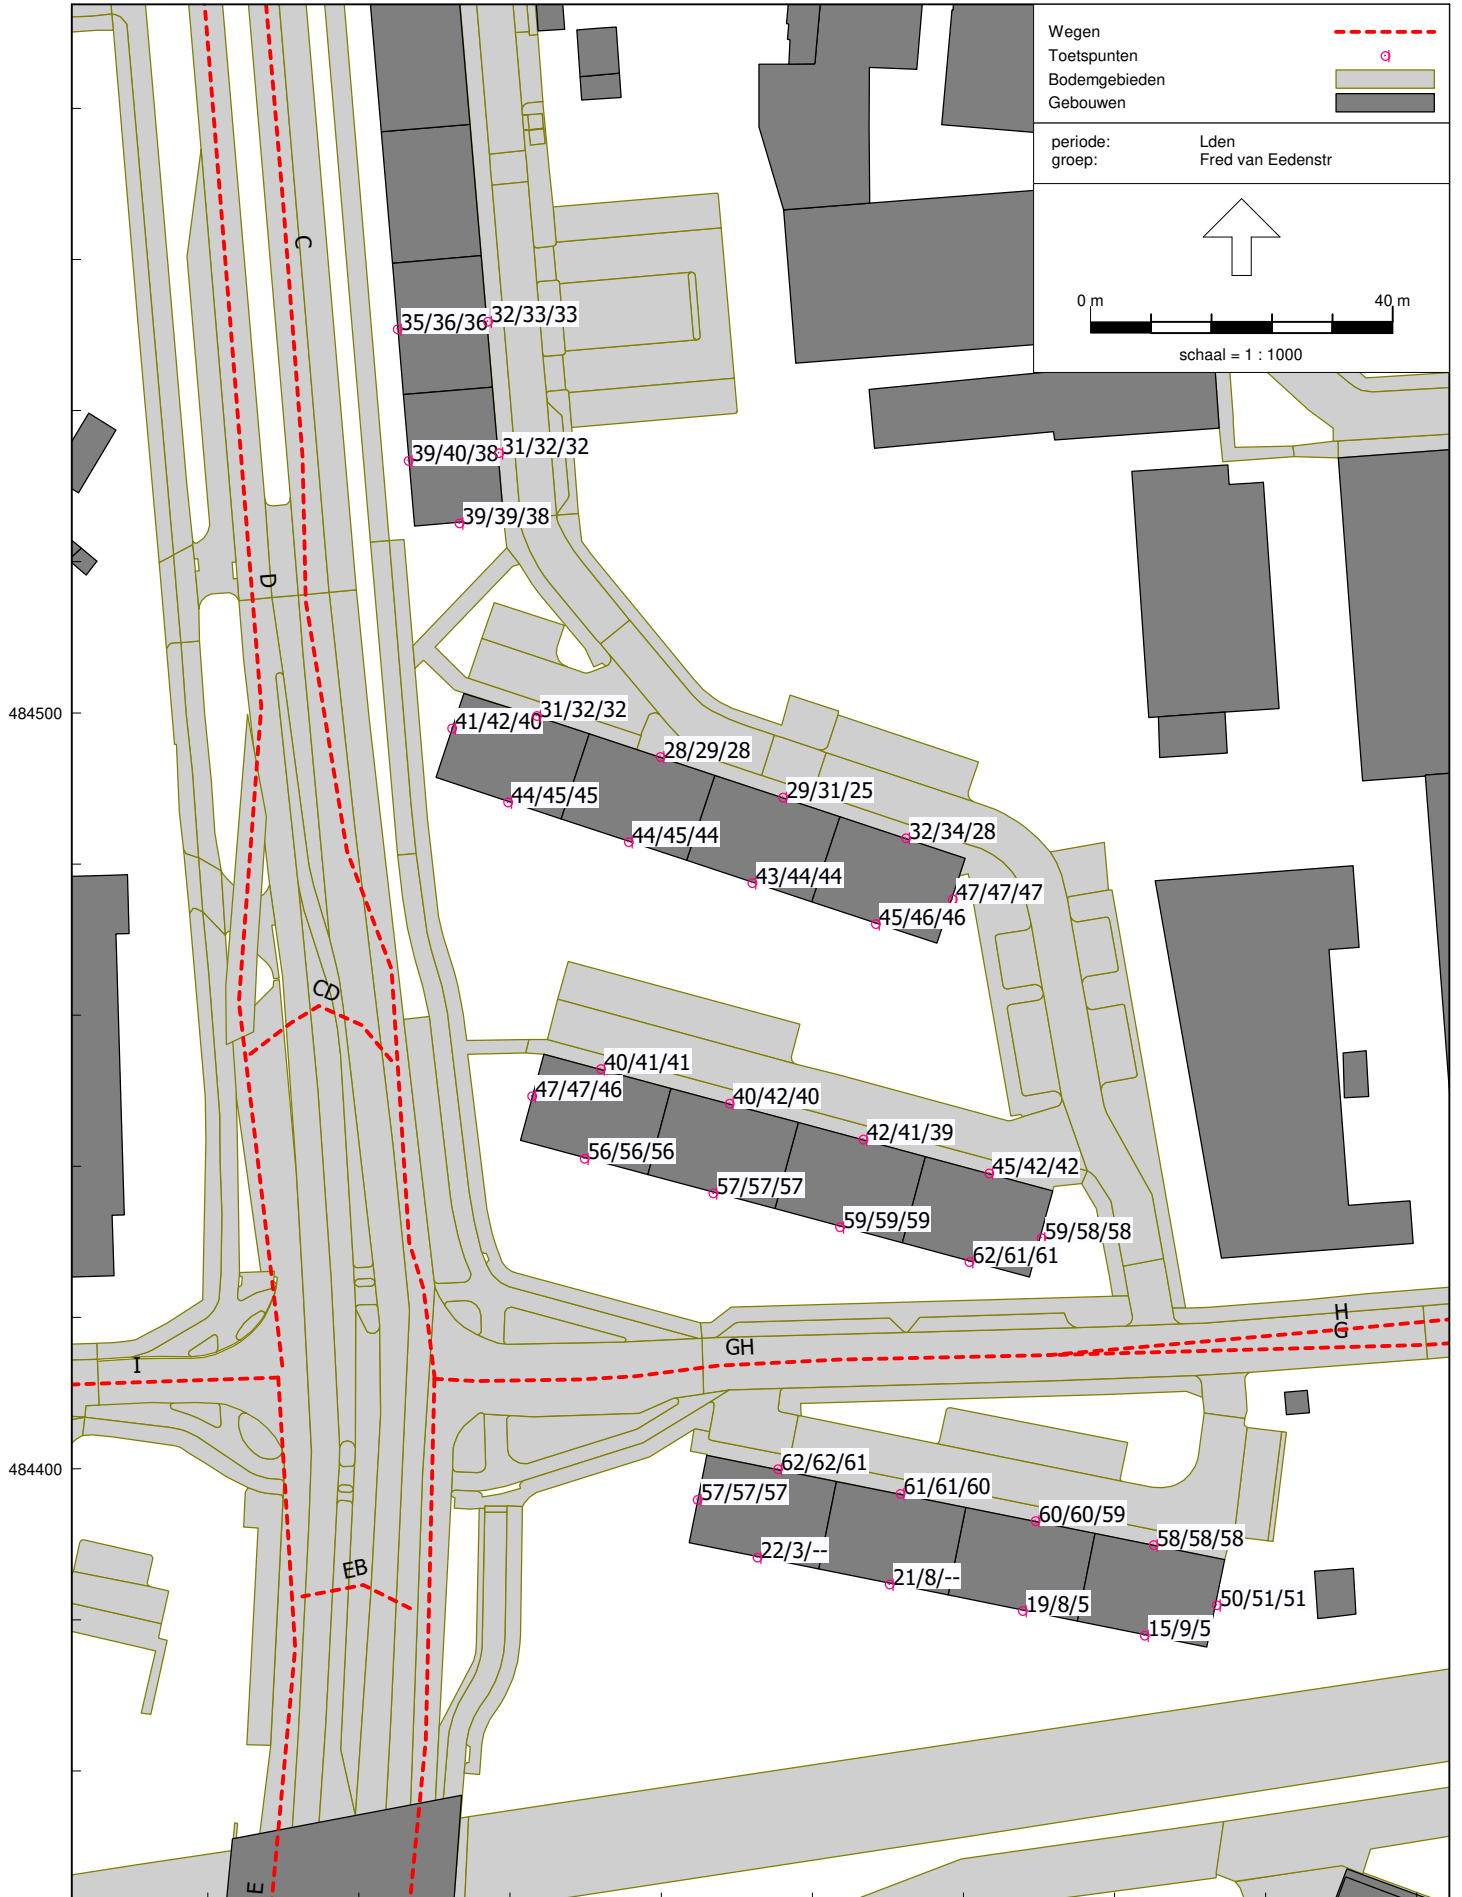 Wegen
Toetspunten
Bodemgebieden
Gebouwen
periode: Lden
groep: Fred van Eedenstr
0 m 40 m
schaal = 1 : 1000
C
35/36/36
32/33/33
39/40/38
31/32/32
39/39/38
D
484500
41/42/40
31/32/32
28/29/28
44/45/45
29/31/25
44/45/44
32/34/28
43/44/44
47/47/47
45/46/46
CD
40/41/41
47/47/46
40/42/40
42/41/39
56/56/56
45/42/42
57/57/57
59/59/59
59/58/58
62/61/61
H
G
GH
I
484400
62/62/61
57/57/57
61/61/60
60/60/59
58/58/58
22/3/--
EB
21/8/--
19/8/5
50/51/51
15/9/5
E